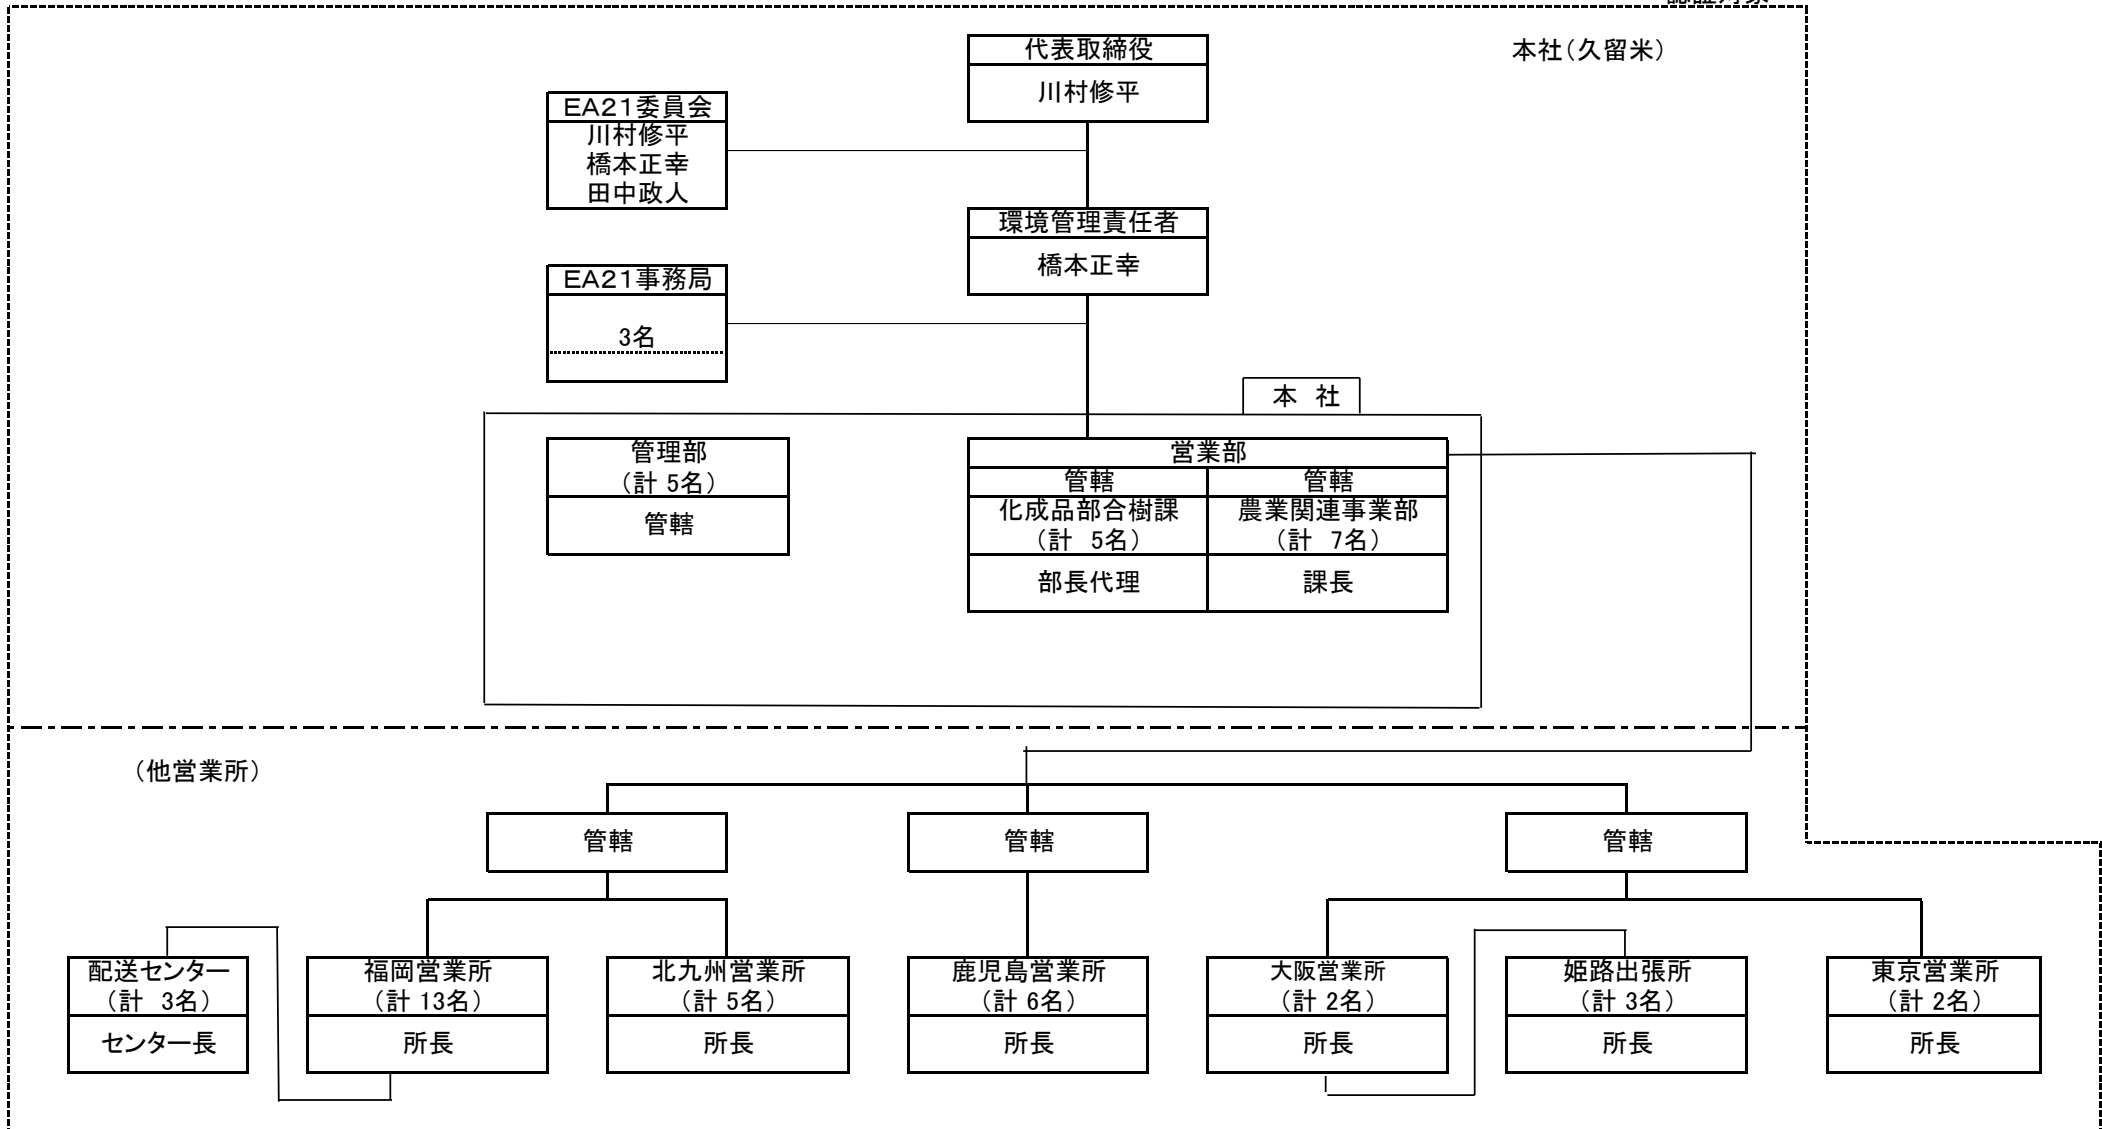 代表取締役
本社（久留米）
川村修平
ＥＡ２１委員会
川村修平
橋本正幸
田中政人
環境管理責任者
橋本正幸
ＥＡ２１事務局
3名
本 社
管理部
（計 5名）
管轄
営業部
管轄
管轄
化成品部合樹課
（計 5名）
農業関連事業部
（計 7名）
部長代理
課長
（他営業所）
管轄
管轄
管轄
配送センター
（計 3名）
センター長
福岡営業所
（計 13名）
所長
北九州営業所
（計 5名）
所長
鹿児島営業所
（計 6名）
所長
大阪営業所
（計 2名）
所長
姫路出張所
（計 3名）
所長
東京営業所
（計 2名）
所長